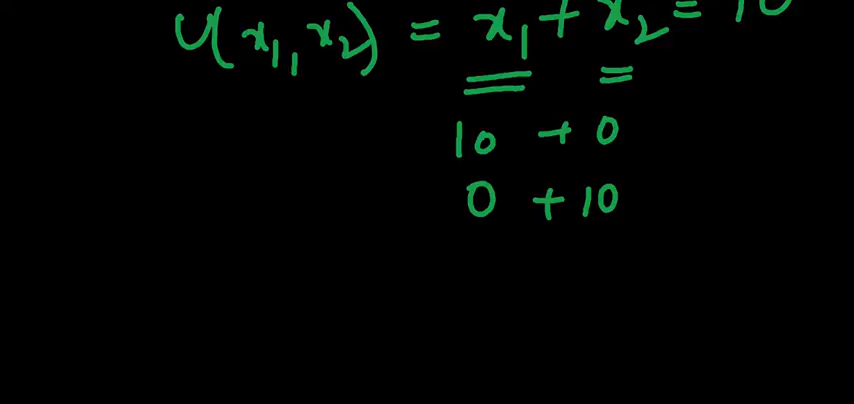 U(x₁, x₂) = x₁ + x₂ = 10
10 + 0
0 + 10